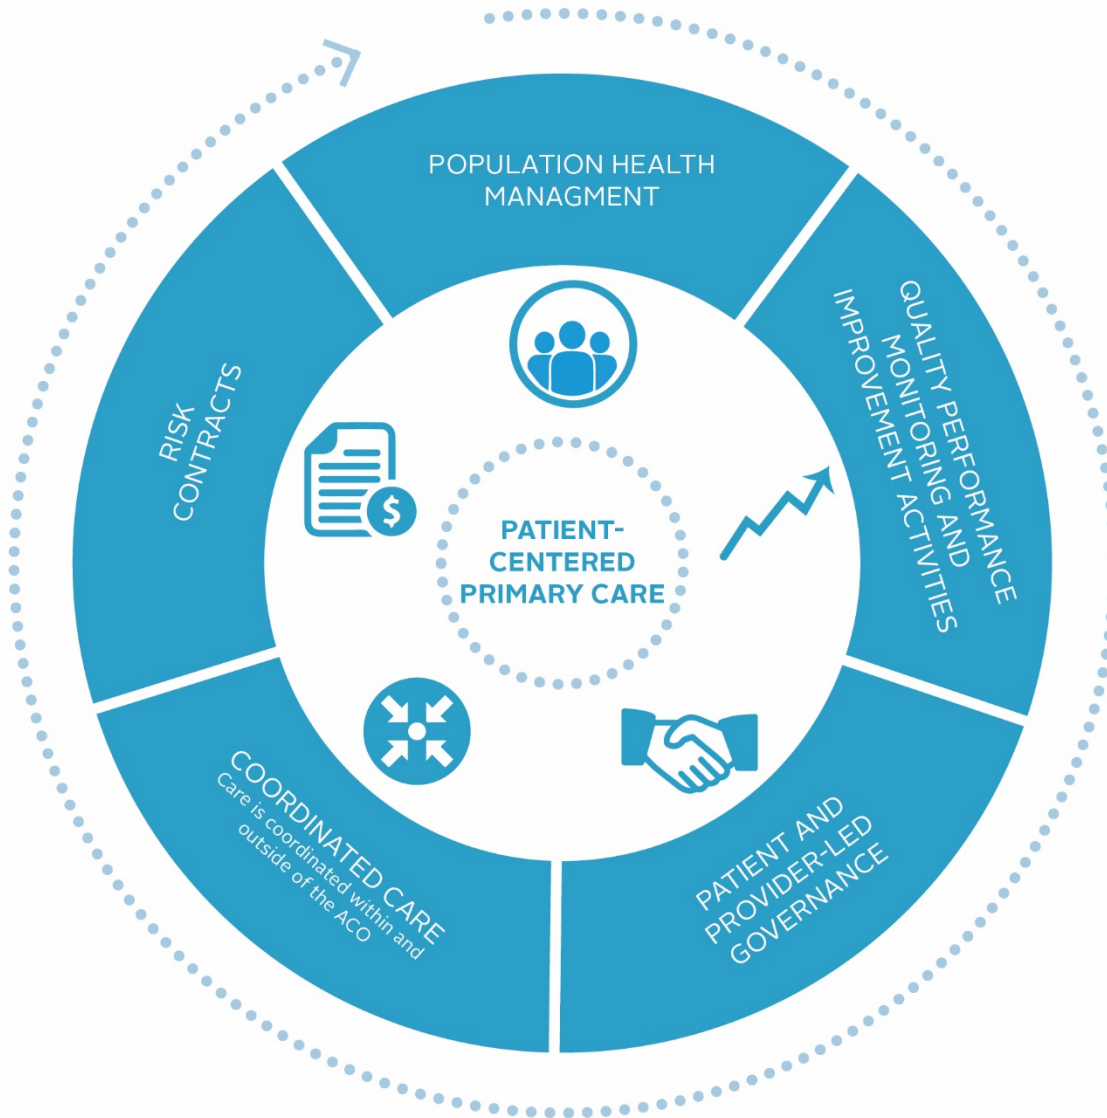 POPULATION HEALTH
MANAGMENT
QUALITY PERFORMANCE
MONITORING AND
IMPROVEMENT ACTIVITIES
PATIENT AND
PROVIDER-LED
GOVERNANCE
COORDINATED CARE
Care is coordinated within and
outside of the ACO
RISK
CONTRACTS
$
PATIENT-
CENTERED
PRIMARY CARE